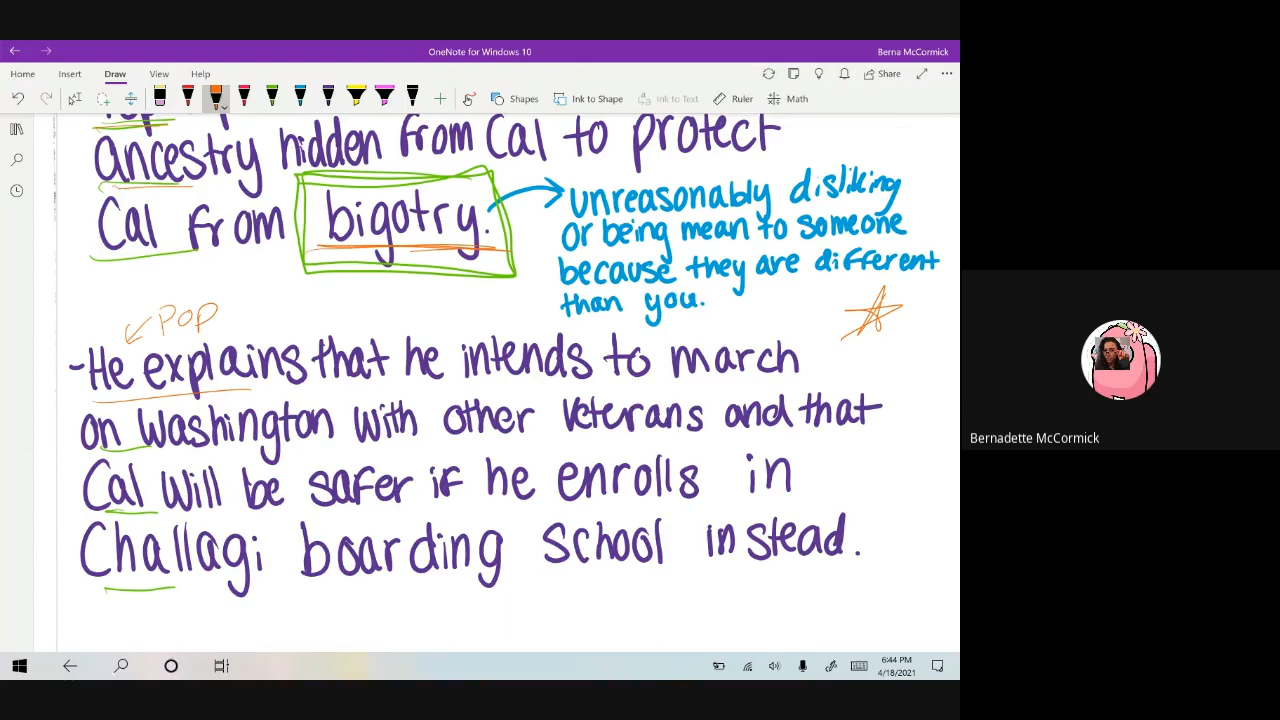 OneNote for Windows 10
Berna McCormick
Home Insert Draw View Help
Share
Shapes Ink to Shape Ink to Text Ruler Math
ancestry hidden from Cal to protect
Cal from bigotry.
unreasonably disliking
or being mean to someone
because they are different
than you.
Pop
-He explains that he intends to march
on Washington with other veterans and that
Cal will be safer if he enrolls in
Challagi boarding school instead.
Bernadette McCormick
6:44 PM
4/18/2021